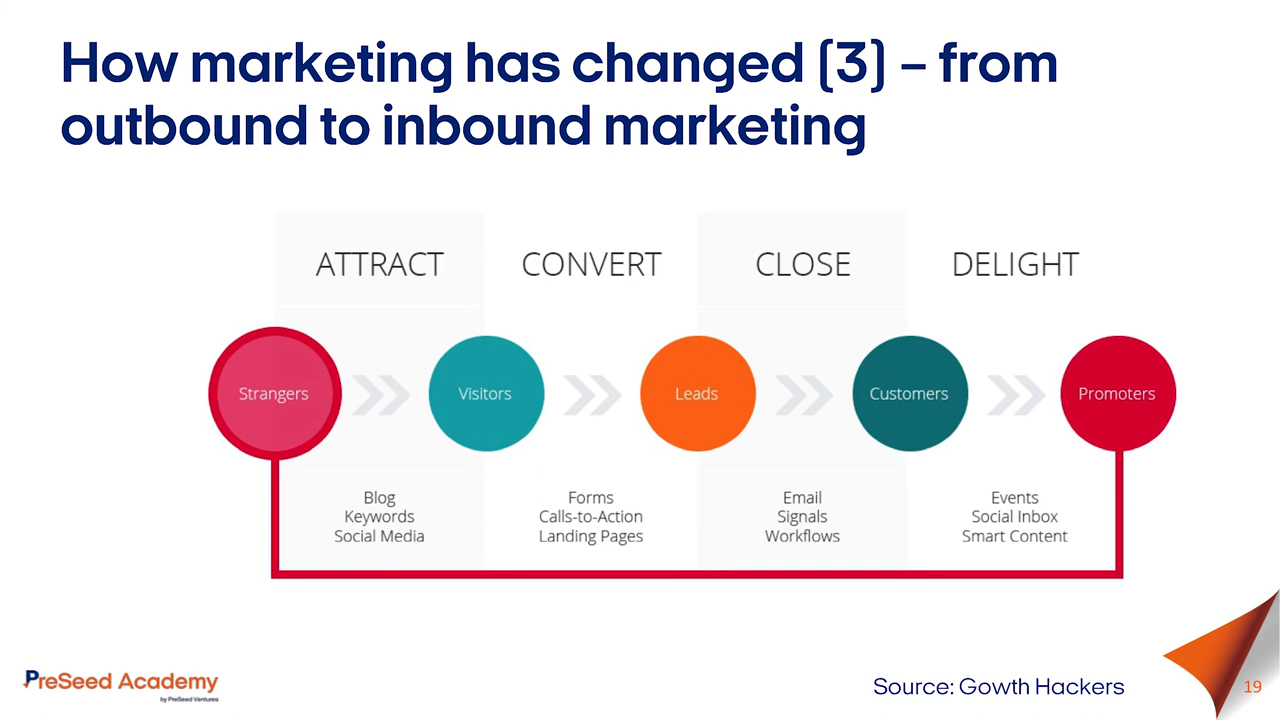 How marketing has changed (3) – from
outbound to inbound marketing
ATTRACT
CONVERT
CLOSE
DELIGHT
Strangers
Visitors
Leads
Customers
Promoters
Blog
Keywords
Social Media
Forms
Calls-to-Action
Landing Pages
Email
Signals
Workflows
Events
Social Inbox
Smart Content
PreSeed Academy
by PreSeed Ventures
Source: Gowth Hackers
19